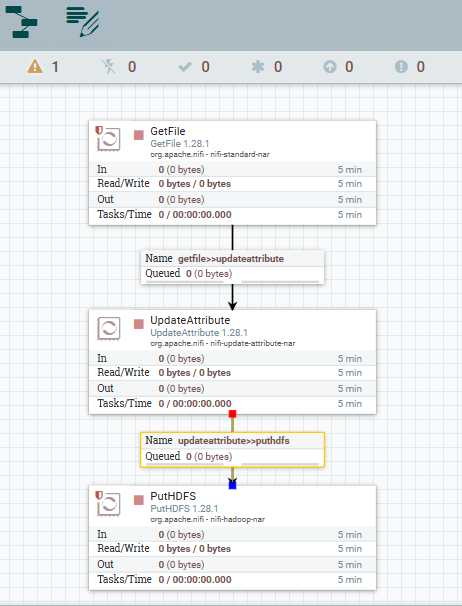 1 0 0 0 0 0
GetFile
GetFile 1.28.1
org.apache.nifi - nifi-standard-nar
In 0 (0 bytes) 5 min
Read/Write 0 bytes / 0 bytes 5 min
Out 0 (0 bytes) 5 min
Tasks/Time 0 / 00:00:00.000 5 min
Name getfile>>updateattribute
Queued 0 (0 bytes)
UpdateAttribute
UpdateAttribute 1.28.1
org.apache.nifi - nifi-update-attribute-nar
In 0 (0 bytes) 5 min
Read/Write 0 bytes / 0 bytes 5 min
Out 0 (0 bytes) 5 min
Tasks/Time 0 / 00:00:00.000 5 min
Name updateattribute>>puthdfs
Queued 0 (0 bytes)
PutHDFS
PutHDFS 1.28.1
org.apache.nifi - nifi-hadoop-nar
In 0 (0 bytes) 5 min
Read/Write 0 bytes / 0 bytes 5 min
Out 0 (0 bytes) 5 min
Tasks/Time 0 / 00:00:00.000 5 min